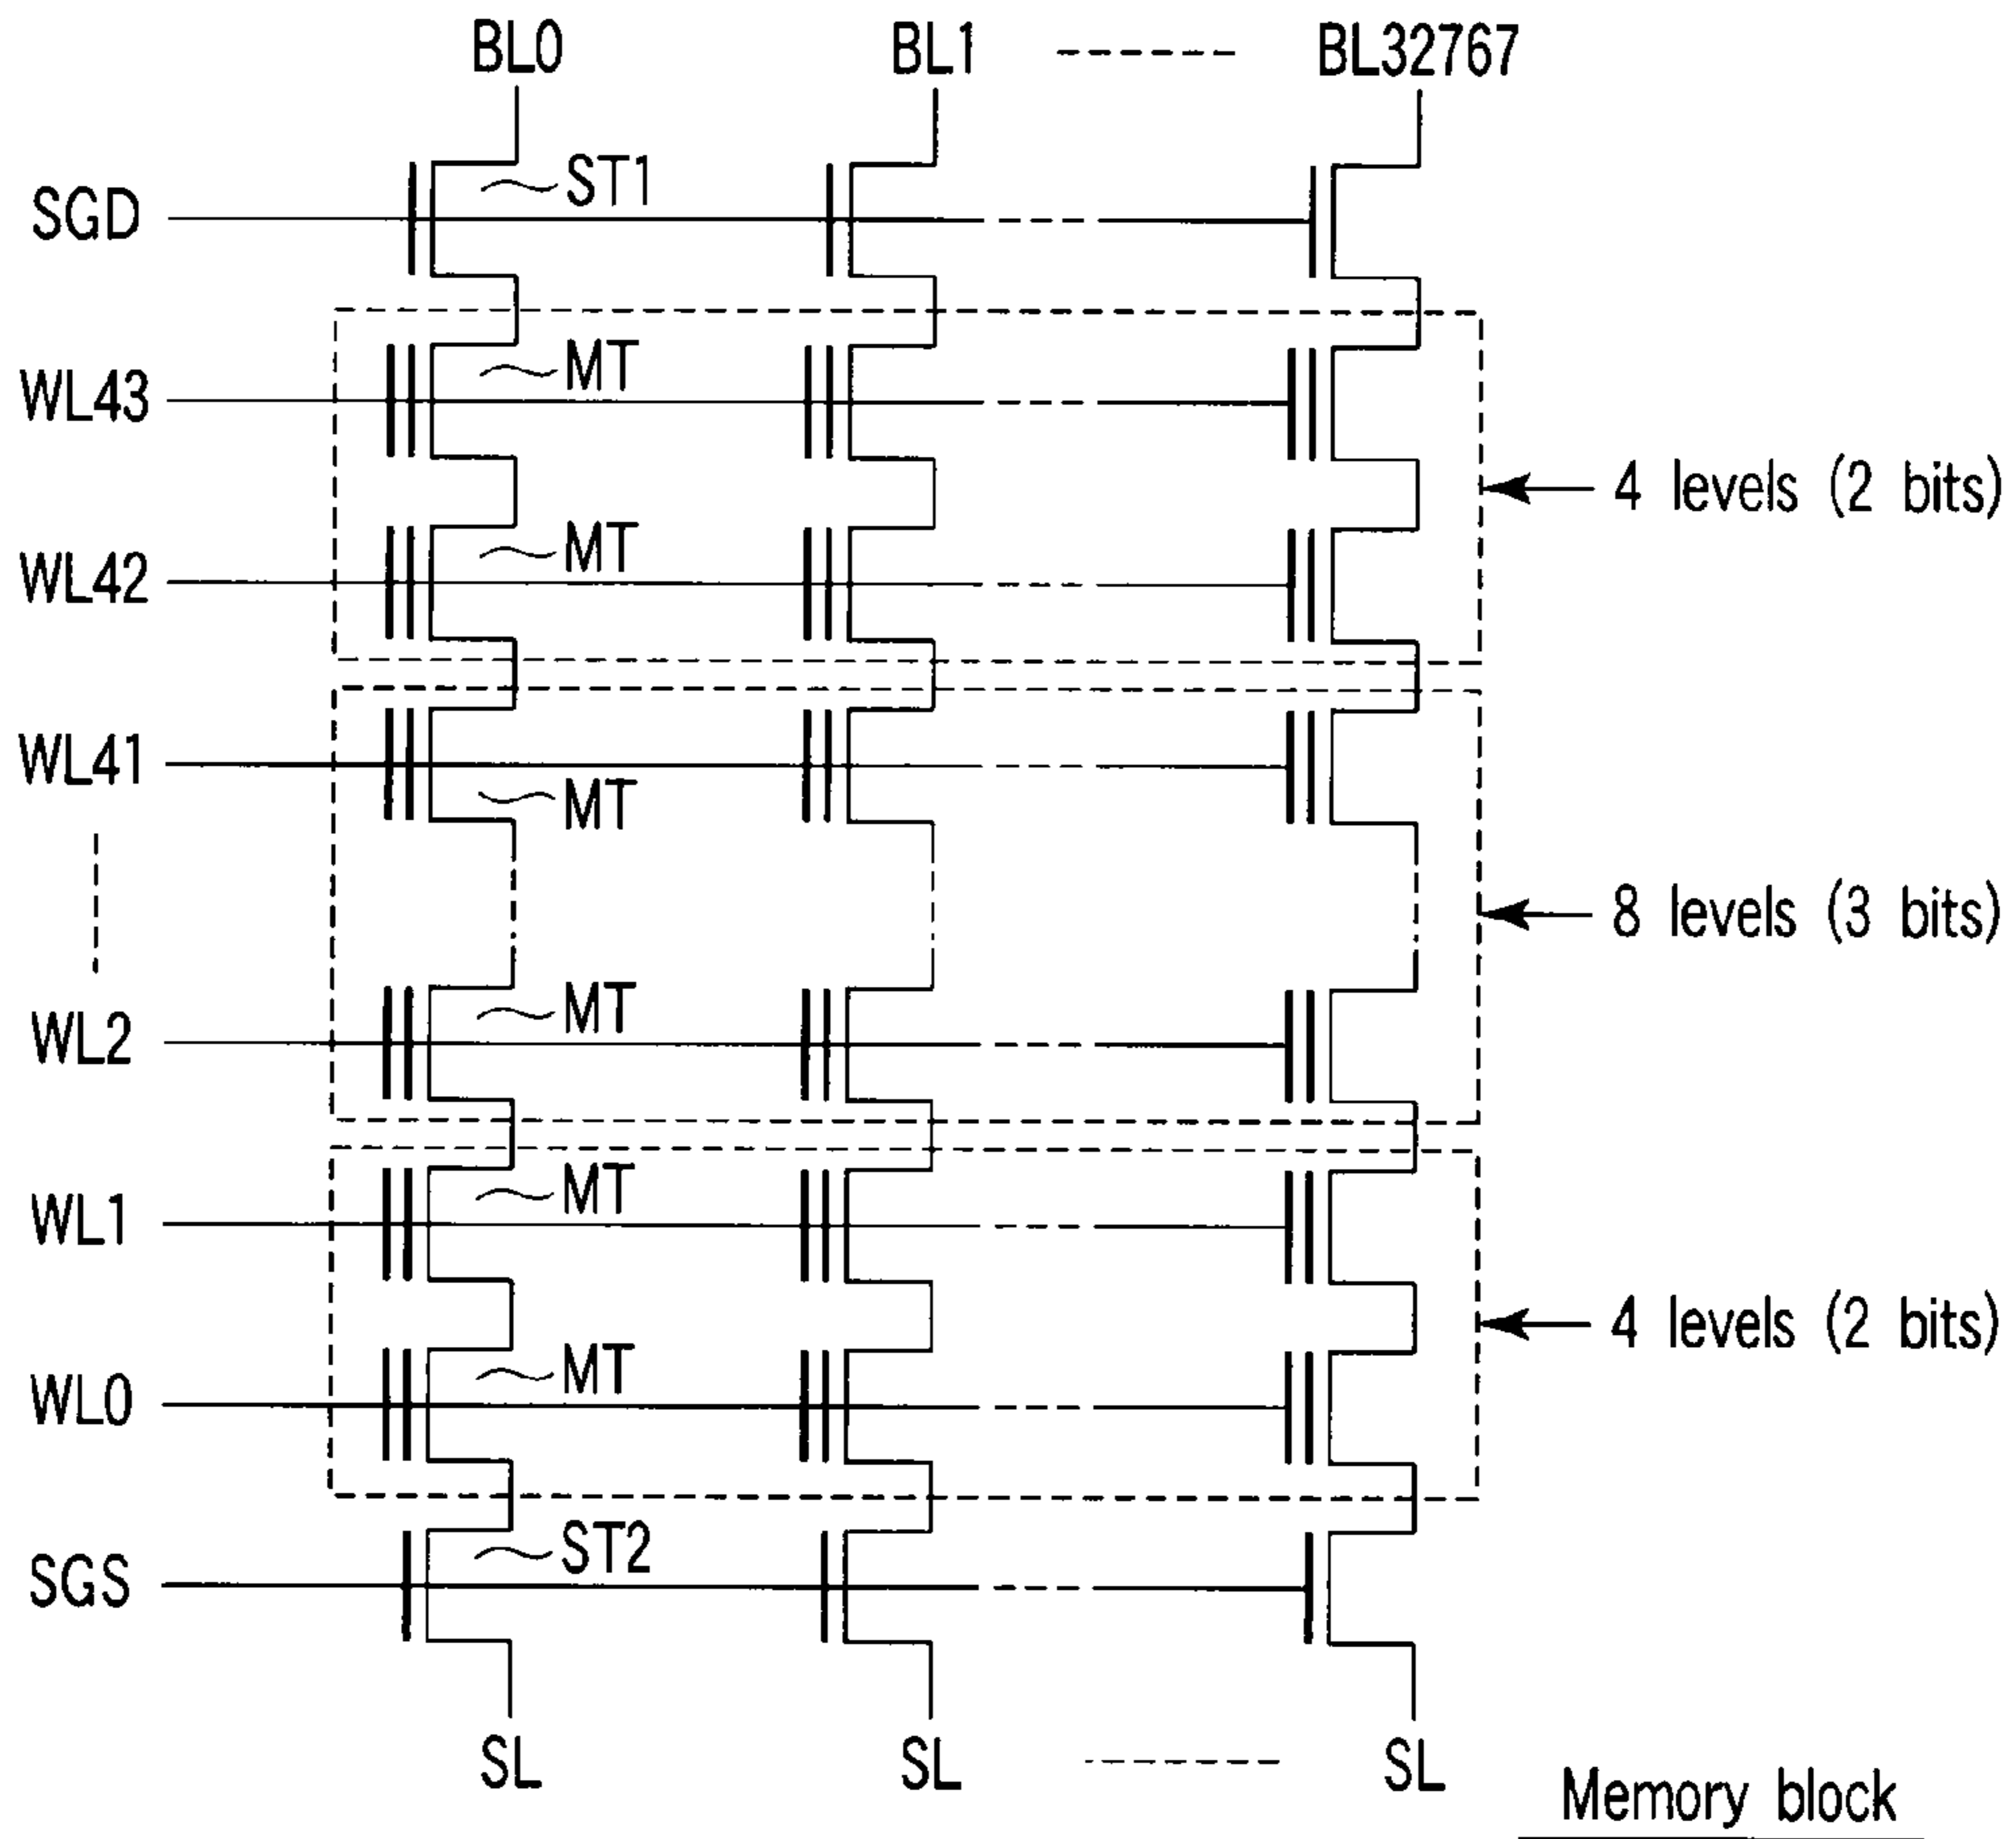 BL0 BL1 BL32767
ST1
SGD
MT
WL43
4 levels (2 bits)
MT
WL42
WL41
MT
8 levels (3 bits)
MT
WL2
MT
WL1
4 levels (2 bits)
MT
WL0
ST2
SGS
SL SL SL
Memory block